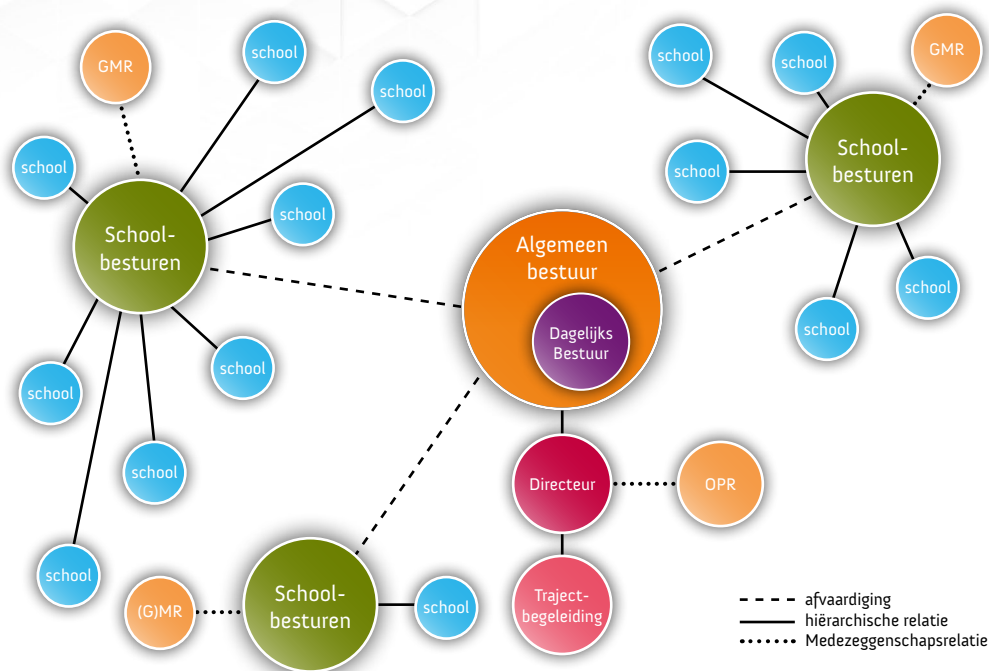 school
GMR
school
school
school
School-
besturen
school
school
school
school
school
school
school
GMR
school
School-
besturen
school
school
Algemeen
bestuur
Dagelijks
Bestuur
Directeur
OPR
Traject-
begeleiding
(G)MR
School-
besturen
school
afvaardiging
hiërarchische relatie
Medezeggenschapsrelatie